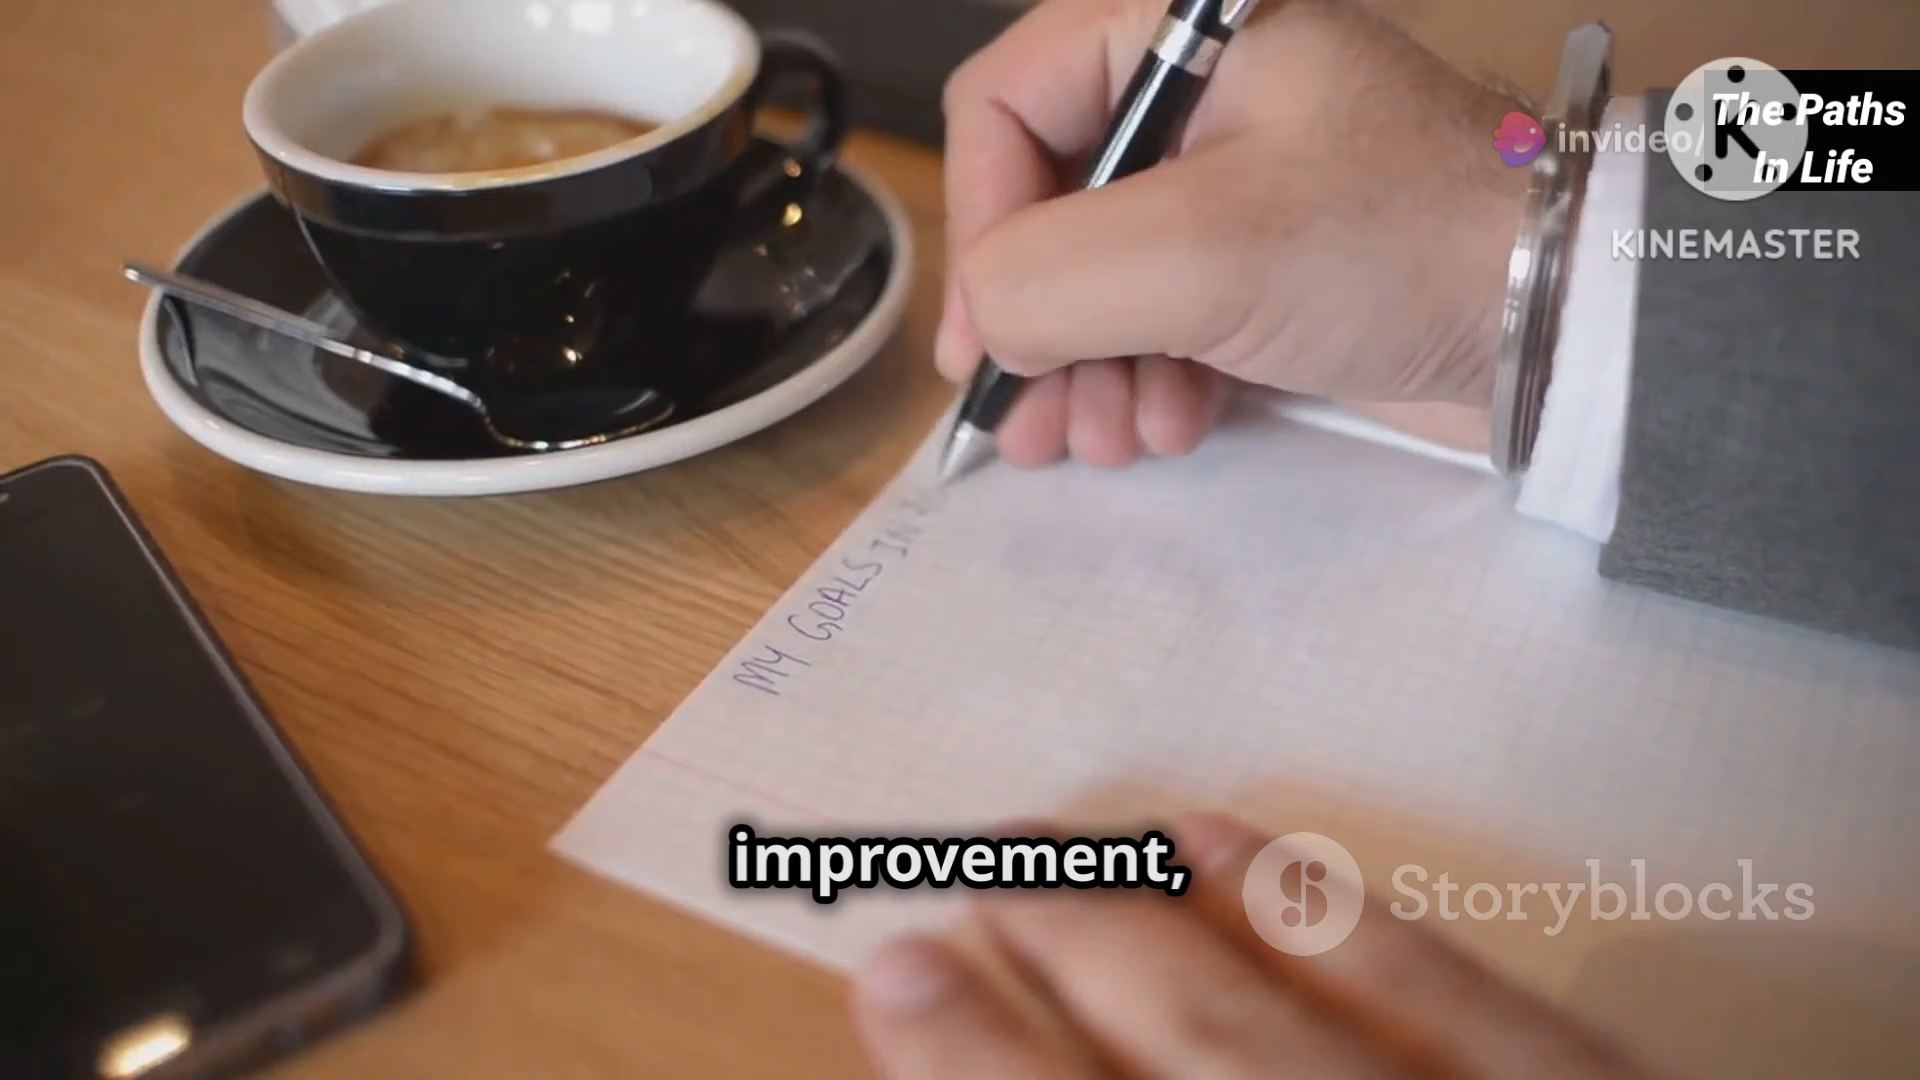 The Paths
In Life
invideo/
KINEMASTER
MY GOALS IN
improvement,
Storyblocks